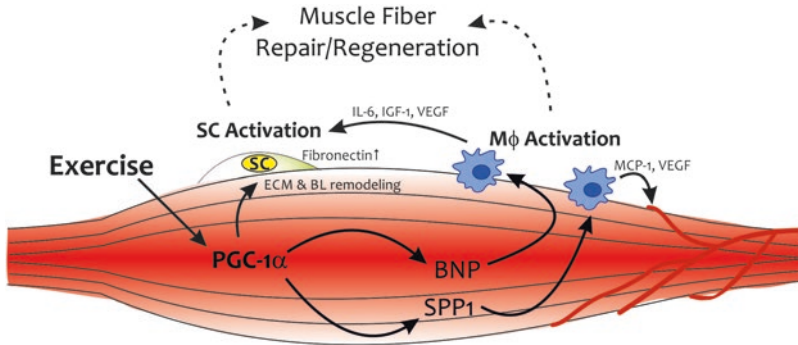 Muscle Fiber
Repair/Regeneration
IL-6, IGF-1, VEGF
SC Activation
Mϕ Activation
Exercise
SC
Fibronectin↑
MCP-1, VEGF
ECM & BL remodeling
PGC-1α
BNP
SPP1